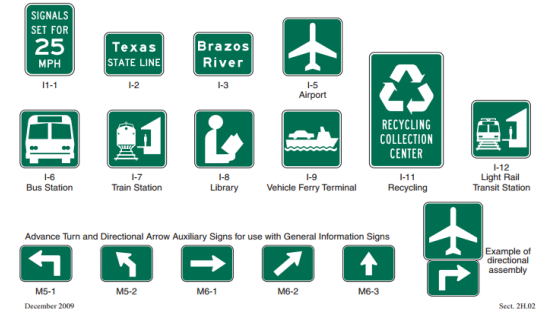 SIGNALS
SET FOR
25
MPH
I1-1
Texas
STATE LINE
I-2
Brazos
River
I-3
I-5
Airport
RECYCLING
COLLECTION
CENTER
I-11
Recycling
I-6
Bus Station
I-7
Train Station
I-8
Library
I-9
Vehicle Ferry Terminal
I-12
Light Rail
Transit Station
Advance Turn and Directional Arrow Auxiliary Signs for use with General Information Signs
M5-1
M5-2
M6-1
M6-2
M6-3
Example of
directional
assembly
December 2009
Sect. 2H.02